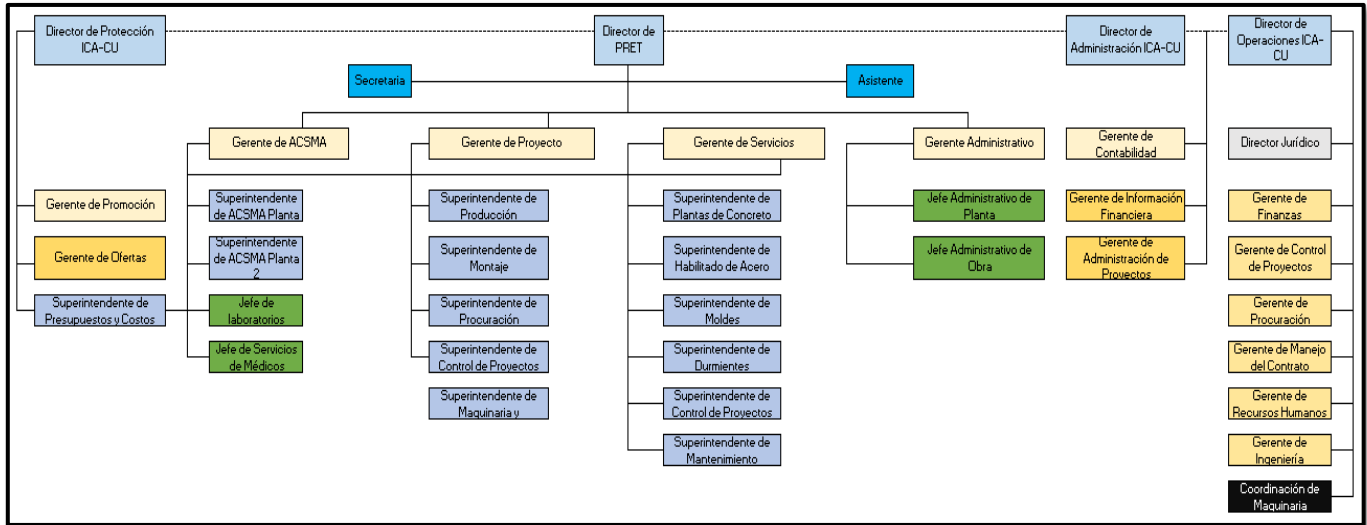 Director de Protección
ICA-CU
Director de
PRET
Director de
Administración ICA-CU
Director de
Operaciones ICA-
CU
Secretaria
Asistente
Gerente de ACSMA
Gerente de Proyecto
Gerente de Servicios
Gerente Administrativo
Gerente de
Contabilidad
Director Jurídico
Gerente de Promoción
Superintendente
de ACSMA Planta
Superintendente de
Producción
Superintendente de
Plantas de Concreto
Jefe Administrativo de
Planta
Gerente de Información
Financiera
Gerente de
Finanzas
Gerente de Ofertas
Superintendente
de ACSMA Planta
2
Superintendente de
Montaje
Superintendente de
Habilitado de Acero
Jefe Administrativo de
Obra
Gerente de
Administración de
Proyectos
Gerente de Control
de Proyectos
Superintendente de
Presupuestos y Costos
Jefe de
laboratorios
Superintendente de
Procuración
Superintendente de
Moldes
Gerente de
Procuración
Jefe de Servicios
de Médicos
Superintendente de
Control de Proyectos
Superintendente de
Durmientes
Gerente de Manejo
del Contrato
Superintendente de
Maquinaria y
Superintendente de
Control de Proyectos
Gerente de
Recursos Humanos
Superintendente de
Mantenimiento
Gerente de
Ingeniería
Coordinación de
Maquinaria